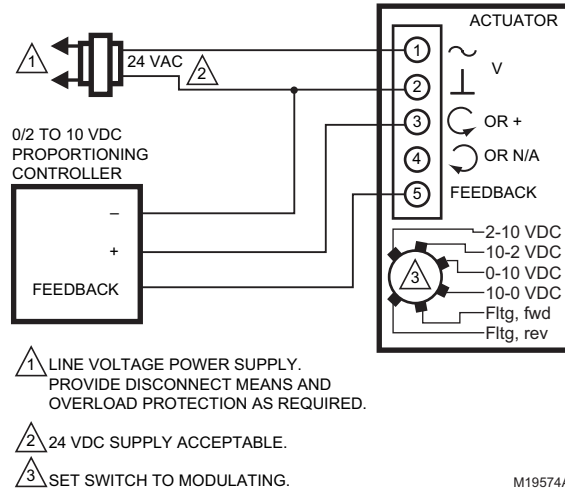 ACTUATOR
1
24 VAC
2
1
2
3
4
5
V
OR +
OR N/A
FEEDBACK
0/2 TO 10 VDC
PROPORTIONING
CONTROLLER
–
+
FEEDBACK
3
2-10 VDC
10-2 VDC
0-10 VDC
10-0 VDC
Fltg, fwd
Fltg, rev
1 LINE VOLTAGE POWER SUPPLY.
PROVIDE DISCONNECT MEANS AND
OVERLOAD PROTECTION AS REQUIRED.
2 24 VDC SUPPLY ACCEPTABLE.
3 SET SWITCH TO MODULATING.
M19574A